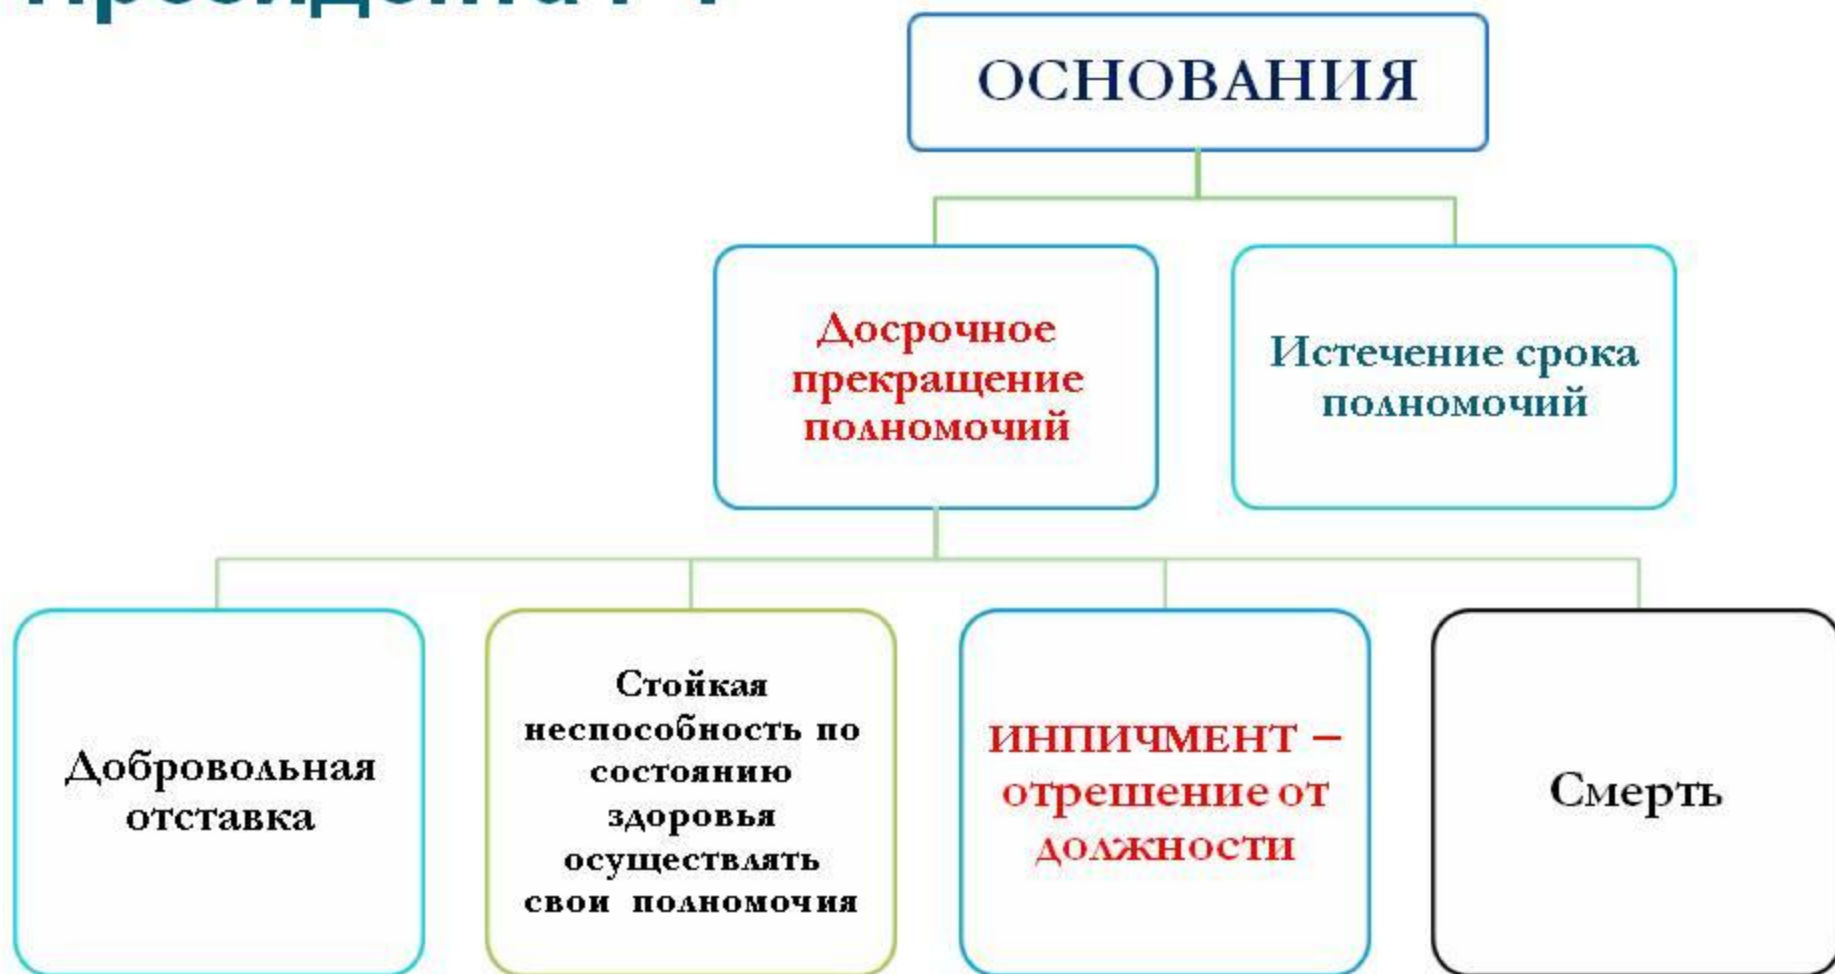 ОСНОВАНИЯ
Досрочное
прекращение
полномочий
Истечение срока
полномочий
Добровольная
отставка
Стойкая
неспособность по
состоянию
здоровья
осуществлять
свои полномочия
ИНПИЧМЕНТ –
отрешение от
должности
Смерть